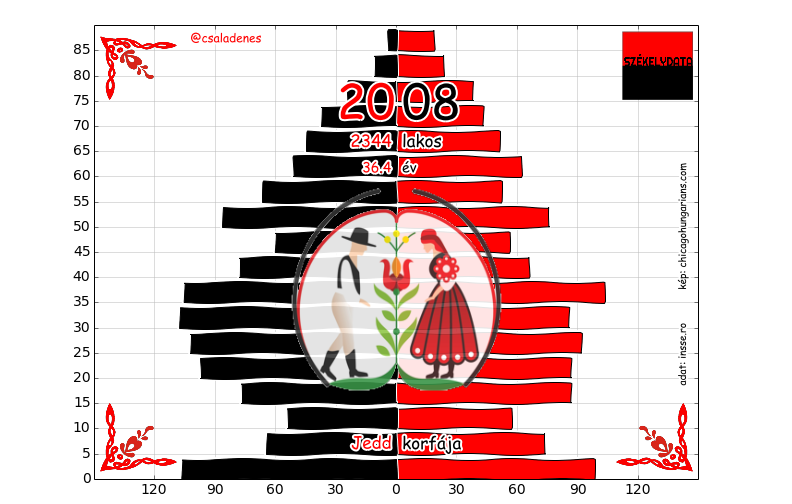 @csaladenes
SZÉKELYDATA
2008
2344 lakos
36.4 év
kép: chicagohungarians.com
adat: insse.ro
Jedd korfája
85
80
75
70
65
60
55
50
45
40
35
30
25
20
15
10
5
0
120 90 60 30 0 30 60 90 120